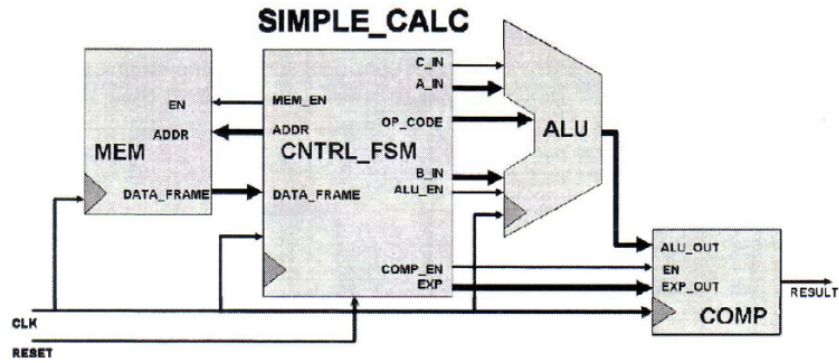 SIMPLE_CALC
C_IN
A_IN
EN
MEM_EN
ADDR
ADDR
OP_CODE
ALU
MEM
CNTRL_FSM
B_IN
DATA_FRAME
DATA_FRAME
ALU_EN
ALU_OUT
COMP_EN
EN
EXP
EXP_OUT
RESULT
COMP
CLK
RESET